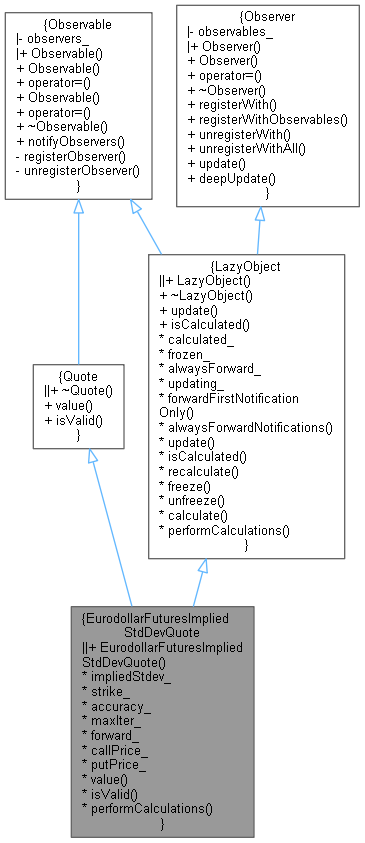 {Observable
|- observers_
|+ Observable()
+ Observable()
+ operator=()
+ Observable()
+ operator=()
+ ~Observable()
+ notifyObservers()
- registerObserver()
- unregisterObserver()
}
{Observer
|- observables_
|+ Observer()
+ Observer()
+ operator=()
+ ~Observer()
+ registerWith()
+ registerWithObservables()
+ unregisterWith()
+ unregisterWithAll()
+ update()
+ deepUpdate()
}
{LazyObject
||+ LazyObject()
+ ~LazyObject()
+ update()
+ isCalculated()
* calculated_
* frozen_
* alwaysForward_
* updating_
* forwardFirstNotification
Only()
* alwaysForwardNotifications()
* update()
* isCalculated()
* recalculate()
* freeze()
* unfreeze()
* calculate()
* performCalculations()
}
{Quote
||+ ~Quote()
+ value()
+ isValid()
}
{EurodollarFuturesImplied
StdDevQuote
||+ EurodollarFuturesImplied
StdDevQuote()
* impliedStdev_
* strike_
* accuracy_
* maxIter_
* forward_
* callPrice_
* putPrice_
* value()
* isValid()
* performCalculations()
}